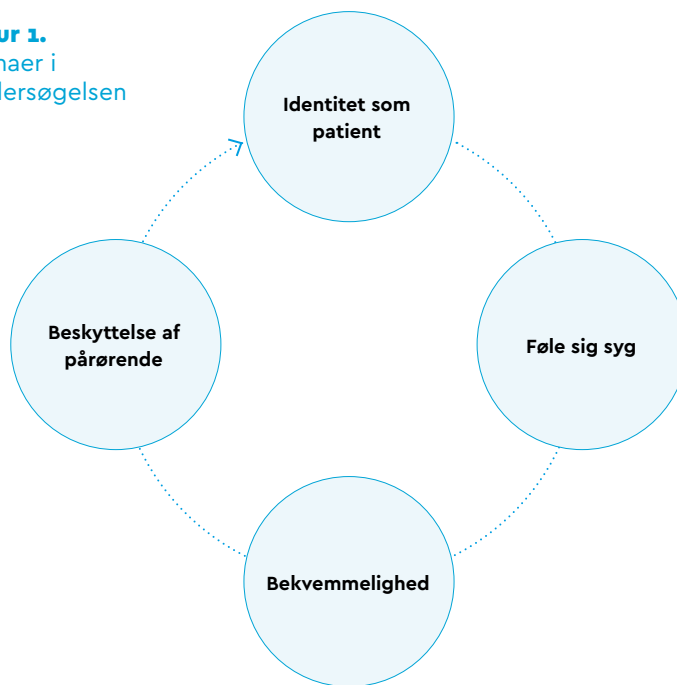 ur 1.
naer i
lersøgelsen
Identitet som
patient
Beskyttelse af
pårørende
Føle sig syg
Bekvemmelighed